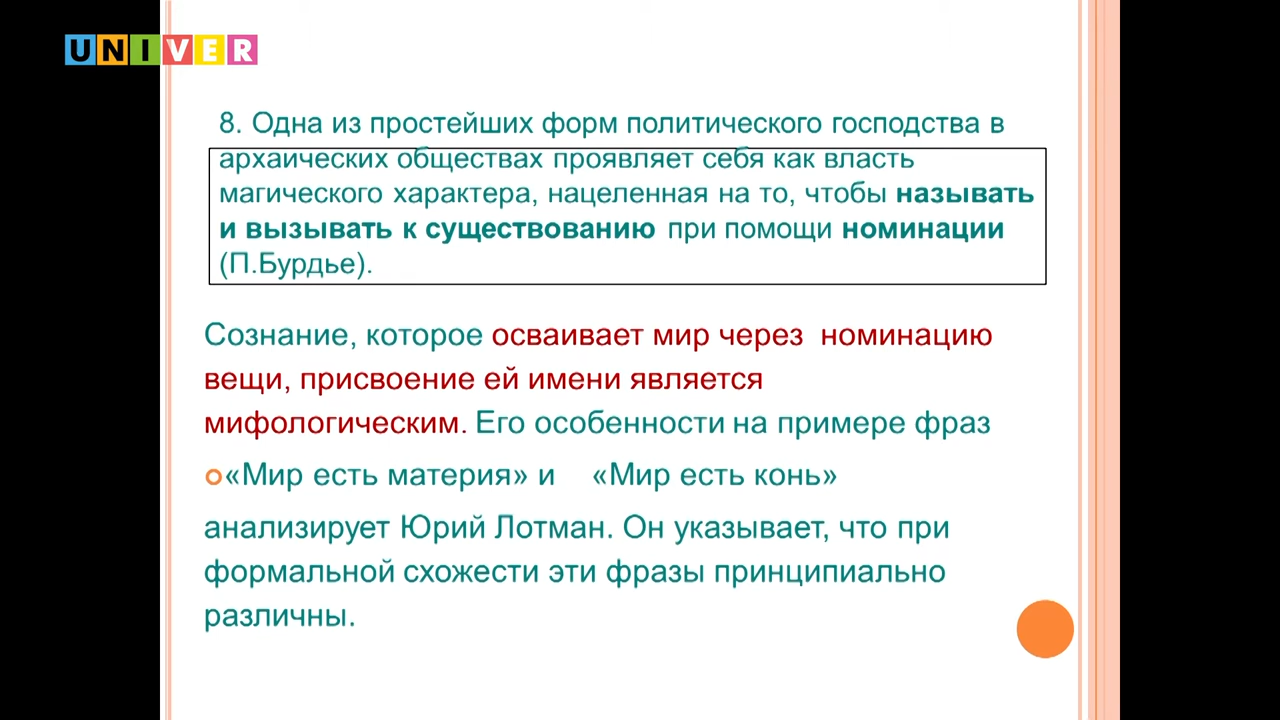 UNIVER
8. Одна из простейших форм политического господства в
архаических обществах проявляет себя как власть
магического характера, нацеленная на то, чтобы называть
и вызывать к существованию при помощи номинации
(П.Бурдье).
Сознание, которое осваивает мир через номинацию
вещи, присвоение ей имени является
мифологическим. Его особенности на примере фраз
«Мир есть материя» и «Мир есть конь»
анализирует Юрий Лотман. Он указывает, что при
формальной схожести эти фразы принципиально
различны.